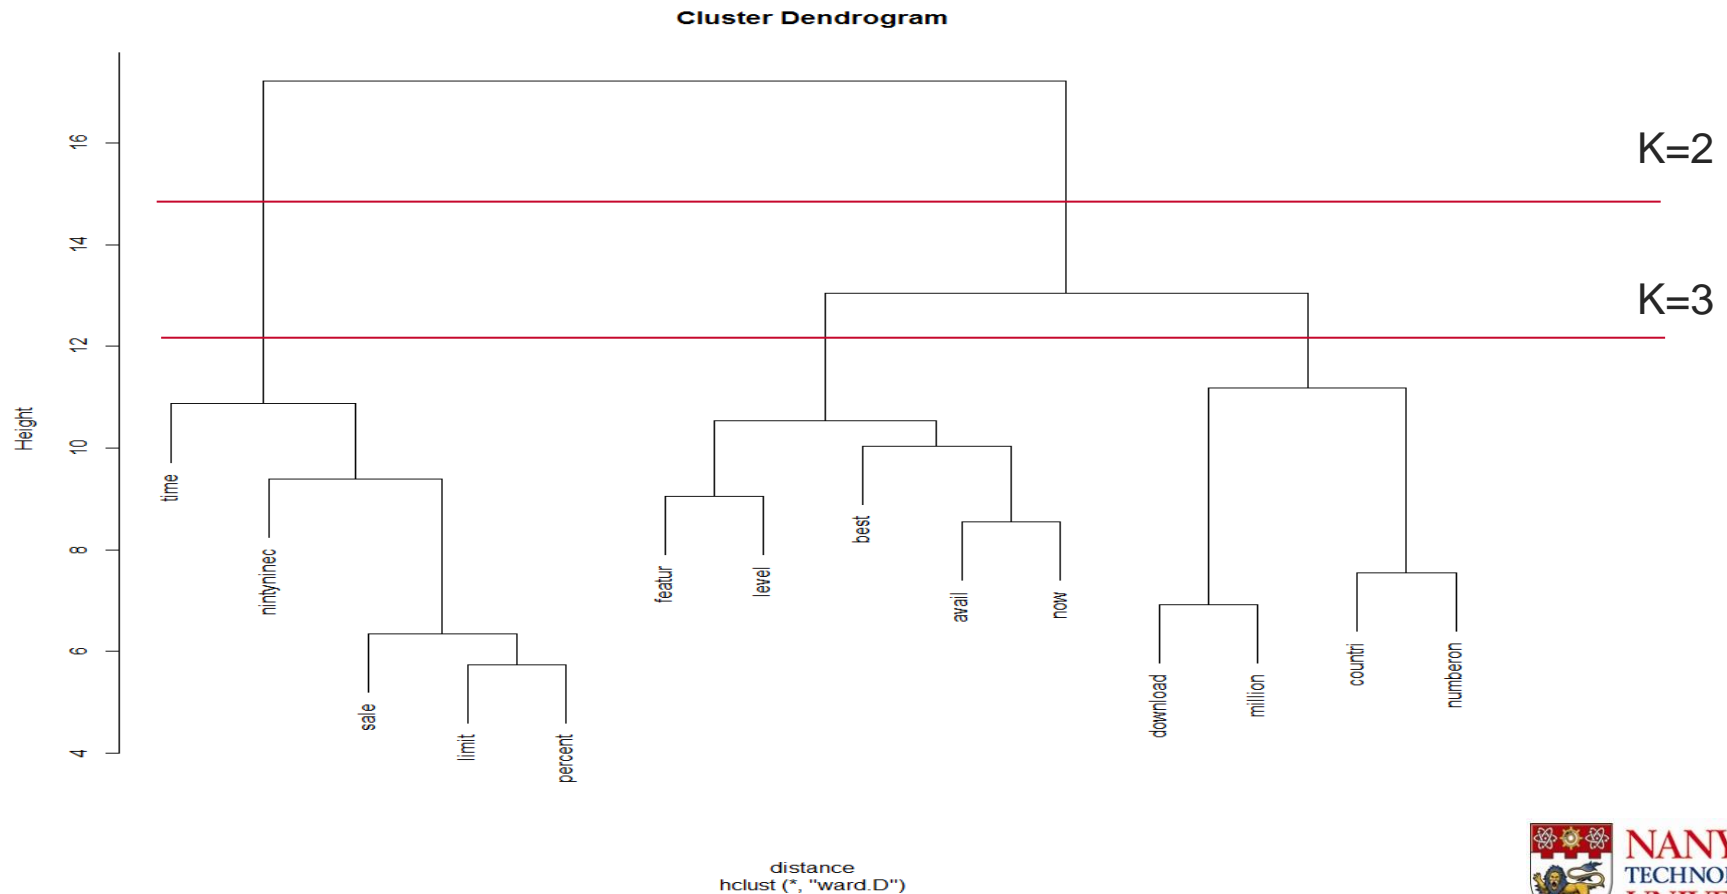 Cluster Dendrogram
K=2
K=3
Height
16
14
12
10
8
6
4
time
nintyninec
sale
limit
percent
featur
level
best
avail
now
download
million
countri
numberon
distance
hclust (*, "ward.D")